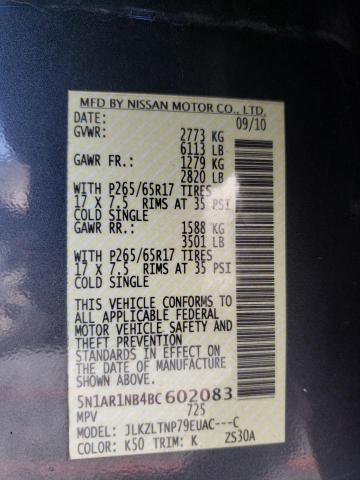 MFD BY NISSAN MOTOR CO., LTD.
DATE: 09/10
GVWR: 2773 KG
6113 LB
GAWR FR.: 1279 KG
2820 LB
WITH P265/65R17 TIRES
17 X 7.5 RIMS AT 35 PSI
COLD SINGLE
GAWR RR.: 1588 KG
3501 LB
WITH P265/65R17 TIRES
17 X 7.5 RIMS AT 35 PSI
COLD SINGLE
THIS VEHICLE CONFORMS TO
ALL APPLICABLE FEDERAL
MOTOR VEHICLE SAFETY AND
THEFT PREVENTION
STANDARDS IN EFFECT ON
THE DATE OF MANUFACTURE
SHOWN ABOVE.
5N1AR1NB4BC602083
MPV 725
MODEL: JLKZLTNP79EUAC---C
COLOR: K50 TRIM: K ZS30A